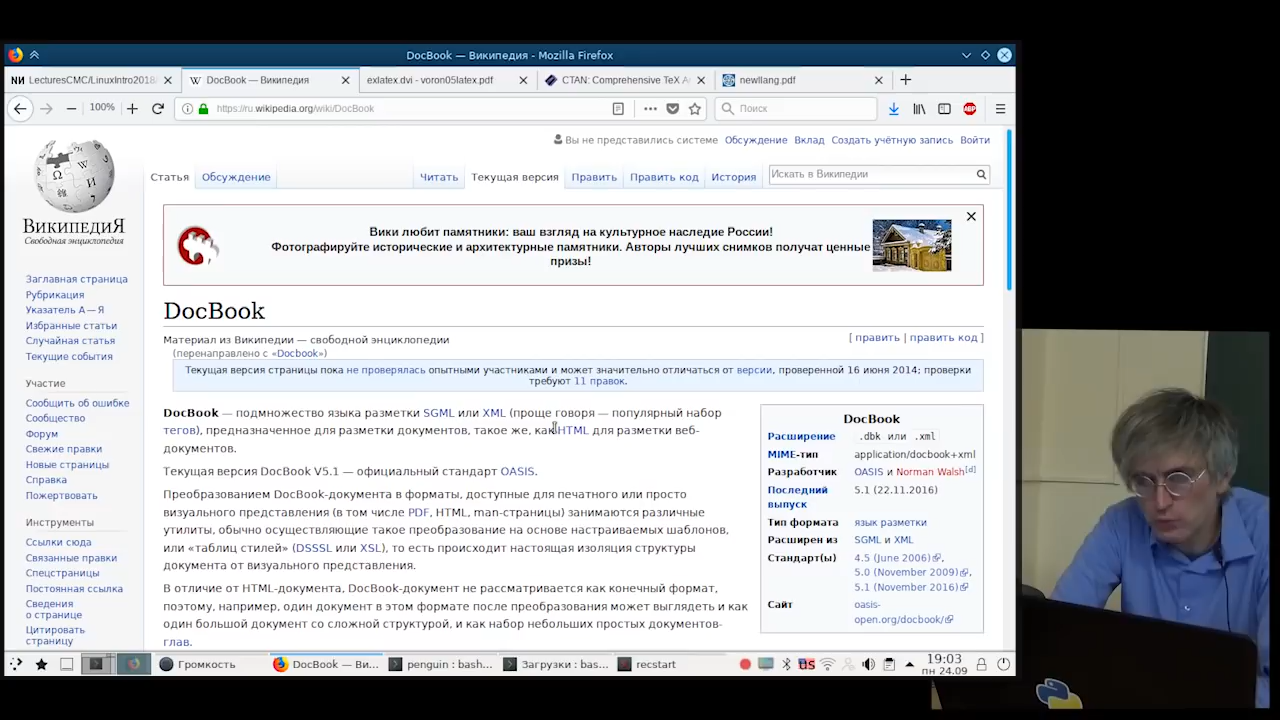 DocBook — Википедия - Mozilla Firefox
LecturesCMC/LinuxIntro2018/
DocBook — Википедия
exlatex.dvi - voron05latex.pdf
CTAN: Comprehensive TeX A
newllang.pdf
100%
https://ru.wikipedia.org/wiki/DocBook
Поиск
Вы не представились системе Обсуждение Вклад Создать учётную запись Войти
Статья Обсуждение Читать Текущая версия Править Править код История
Искать в Википедии
ВикипедиЯ
Свободная энциклопедия
Вики любит памятники: ваш взгляд на культурное наследие России!
Фотографируйте исторические и архитектурные памятники. Авторы лучших снимков получат ценные
призы!
Заглавная страница
Рубрикация
Указатель А — Я
Избранные статьи
Случайная статья
Текущие события
Участие
Сообщить об ошибке
Сообщество
Форум
Свежие правки
Новые страницы
Справка
Пожертвовать
Инструменты
Ссылки сюда
Связанные правки
Спецстраницы
Постоянная ссылка
Сведения
о странице
Цитировать
страницу
DocBook
Материал из Википедии — свободной энциклопедии
[ править | править код ]
(перенаправлено с «Docbook»)
Текущая версия страницы пока не проверялась опытными участниками и может значительно отличаться от версии, проверенной 16 июня 2014; проверки
требуют 11 правок.
DocBook — подмножество языка разметки SGML или XML (проще говоря — популярный набор
тегов), предназначенное для разметки документов, такое же, как HTML для разметки веб-
документов.
Текущая версия DocBook V5.1 — официальный стандарт OASIS.
Преобразованием DocBook-документа в форматы, доступные для печатного или просто
визуального представления (в том числе PDF, HTML, man-страницы) занимаются различные
утилиты, обычно осуществляющие такое преобразование на основе настраиваемых шаблонов,
или «таблиц стилей» (DSSSL или XSL), то есть происходит настоящая изоляция структуры
документа от визуального представления.
В отличие от HTML-документа, DocBook-документ не рассматривается как конечный формат,
поэтому, например, один документ в этом формате после преобразования может выглядеть и как
один большой документ со сложной структурой, и как набор небольших простых документов-
глав.
DocBook
Расширение .dbk или .xml
MIME-тип application/docbook+xml
Разработчик OASIS и Norman Walsh[d]
Последний 5.1 (22.11.2016)
выпуск
Тип формата язык разметки
Расширен из SGML и XML
Стандарт(ы) 4.5 (June 2006),
5.0 (November 2009),
5.1 (November 2016)
Сайт oasis-
open.org/docbook/
Громкость
DocBook — Ви...
penguin : bash...
Загрузки : bas...
recstart
US
19:03
пн 24.09